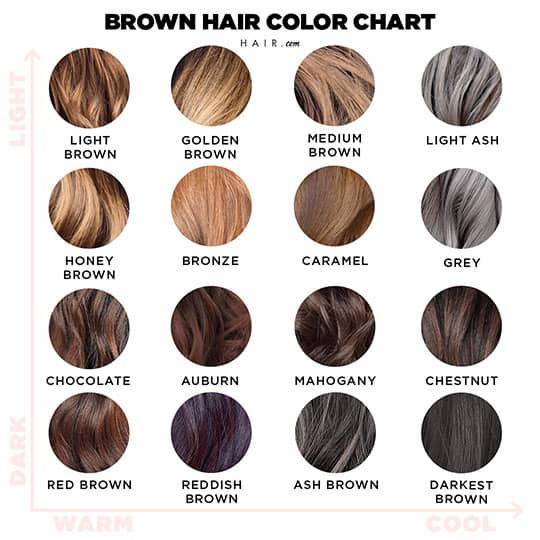 BROWN HAIR COLOR CHART
HAIR.com
LIGHT
LIGHT
BROWN
GOLDEN
BROWN
MEDIUM
BROWN
LIGHT ASH
HONEY
BROWN
BRONZE
CARAMEL
GREY
CHOCOLATE
AUBURN
MAHOGANY
CHESTNUT
DARK
RED BROWN
REDDISH
BROWN
ASH BROWN
DARKEST
BROWN
WARM
COOL